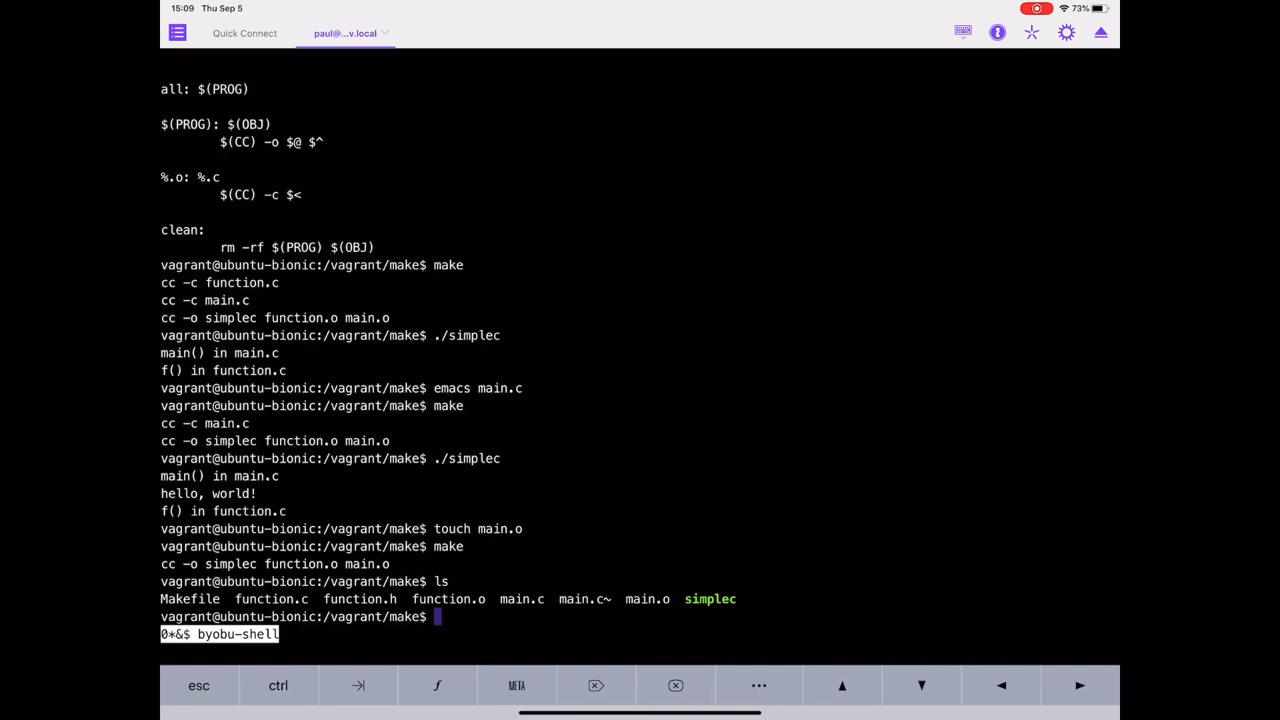 15:09 Thu Sep 5 73%
Quick Connect paul@...v.local
all: $(PROG)
$(PROG): $(OBJ)
$(CC) -o $@ $^
%.o: %.c
$(CC) -c $<
clean:
rm -rf $(PROG) $(OBJ)
vagrant@ubuntu-bionic:/vagrant/make$ make
cc -c function.c
cc -c main.c
cc -o simplec function.o main.o
vagrant@ubuntu-bionic:/vagrant/make$ ./simplec
main() in main.c
f() in function.c
vagrant@ubuntu-bionic:/vagrant/make$ emacs main.c
vagrant@ubuntu-bionic:/vagrant/make$ make
cc -c main.c
cc -o simplec function.o main.o
vagrant@ubuntu-bionic:/vagrant/make$ ./simplec
main() in main.c
hello, world!
f() in function.c
vagrant@ubuntu-bionic:/vagrant/make$ touch main.o
vagrant@ubuntu-bionic:/vagrant/make$ make
cc -o simplec function.o main.o
vagrant@ubuntu-bionic:/vagrant/make$ ls
Makefile function.c function.h function.o main.c main.c~ main.o simplec
vagrant@ubuntu-bionic:/vagrant/make$
0*&$ byobu-shell
esc ctrl f META ...